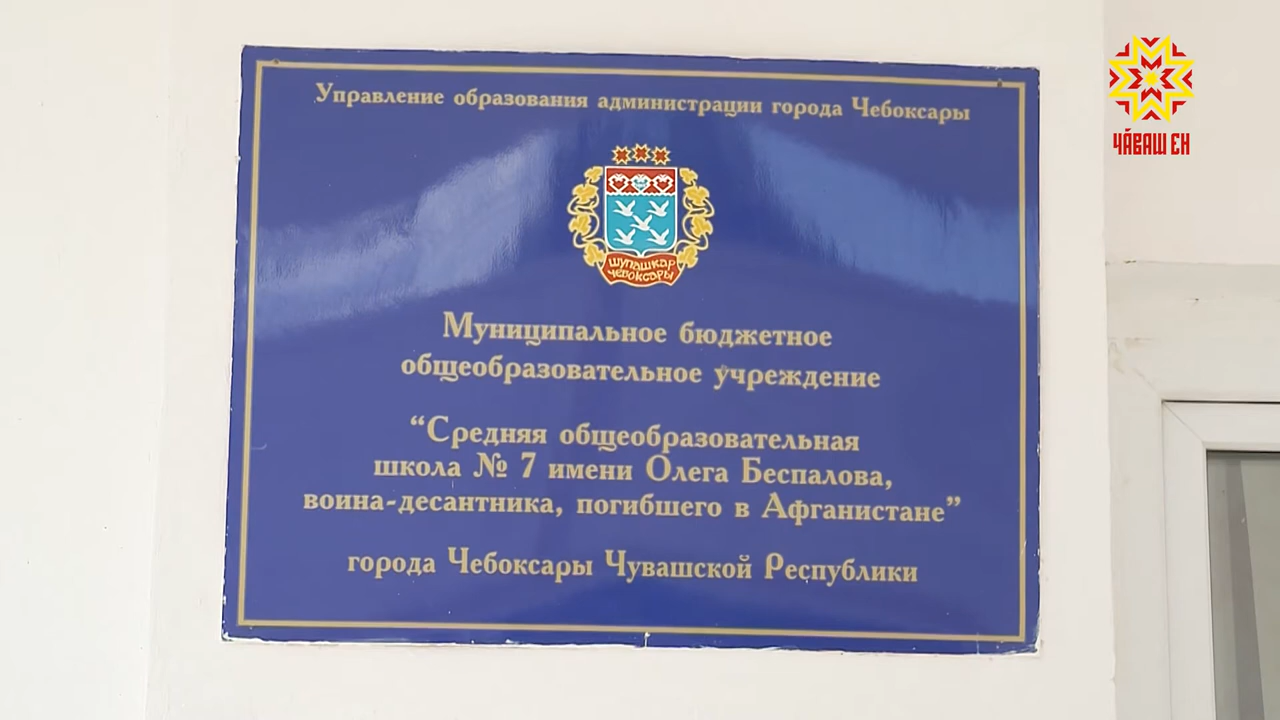 Управление образования администрации города Чебоксары
ЧӐВАШ ЕН
ШУПАШКАР
ЧЕБОКСАРЫ
Муниципальное бюджетное
общеобразовательное учреждение
“Средняя общеобразовательная
школа № 7 имени Олега Беспалова,
воина-десантника, погибшего в Афганистане”
города Чебоксары Чувашской Республики